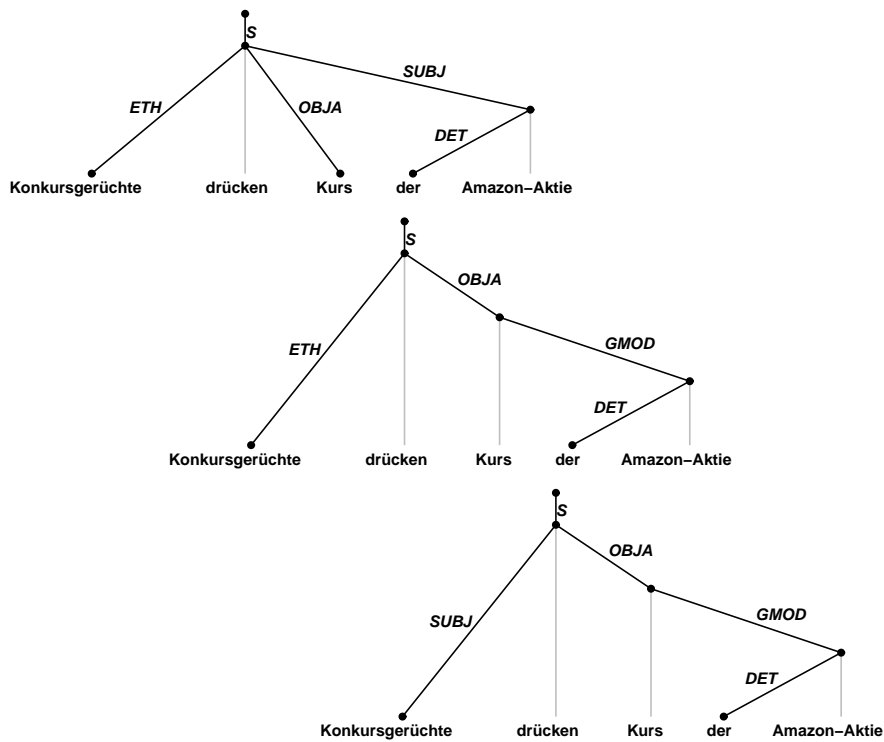 S
SUBJ
ETH
OBJA
DET
Konkursgerüchte drücken Kurs der Amazon−Aktie
S
OBJA
ETH
GMOD
DET
Konkursgerüchte drücken Kurs der Amazon−Aktie
S
OBJA
SUBJ
GMOD
DET
Konkursgerüchte drücken Kurs der Amazon−Aktie